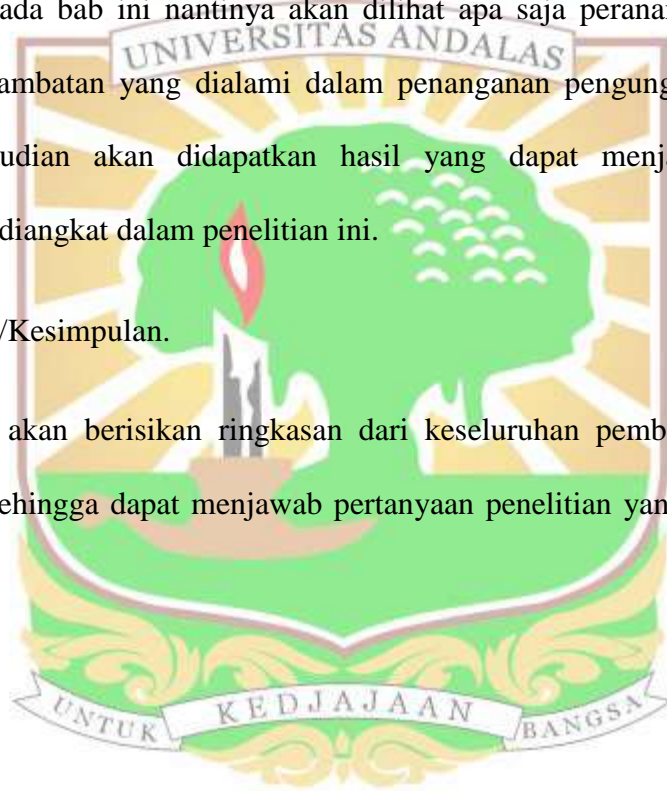 ada bab ini nantinya akan dilihat apa saja perana
UNIVERSITAS ANDALAS
ambatan yang dialami dalam penanganan pengung
udian akan didapatkan hasil yang dapat menja
diangkat dalam penelitian ini.
/Kesimpulan.
akan berisikan ringkasan dari keseluruhan pemb
ehingga dapat menjawab pertanyaan penelitian yan
UNTUK KEDJAJAAN BANGSA